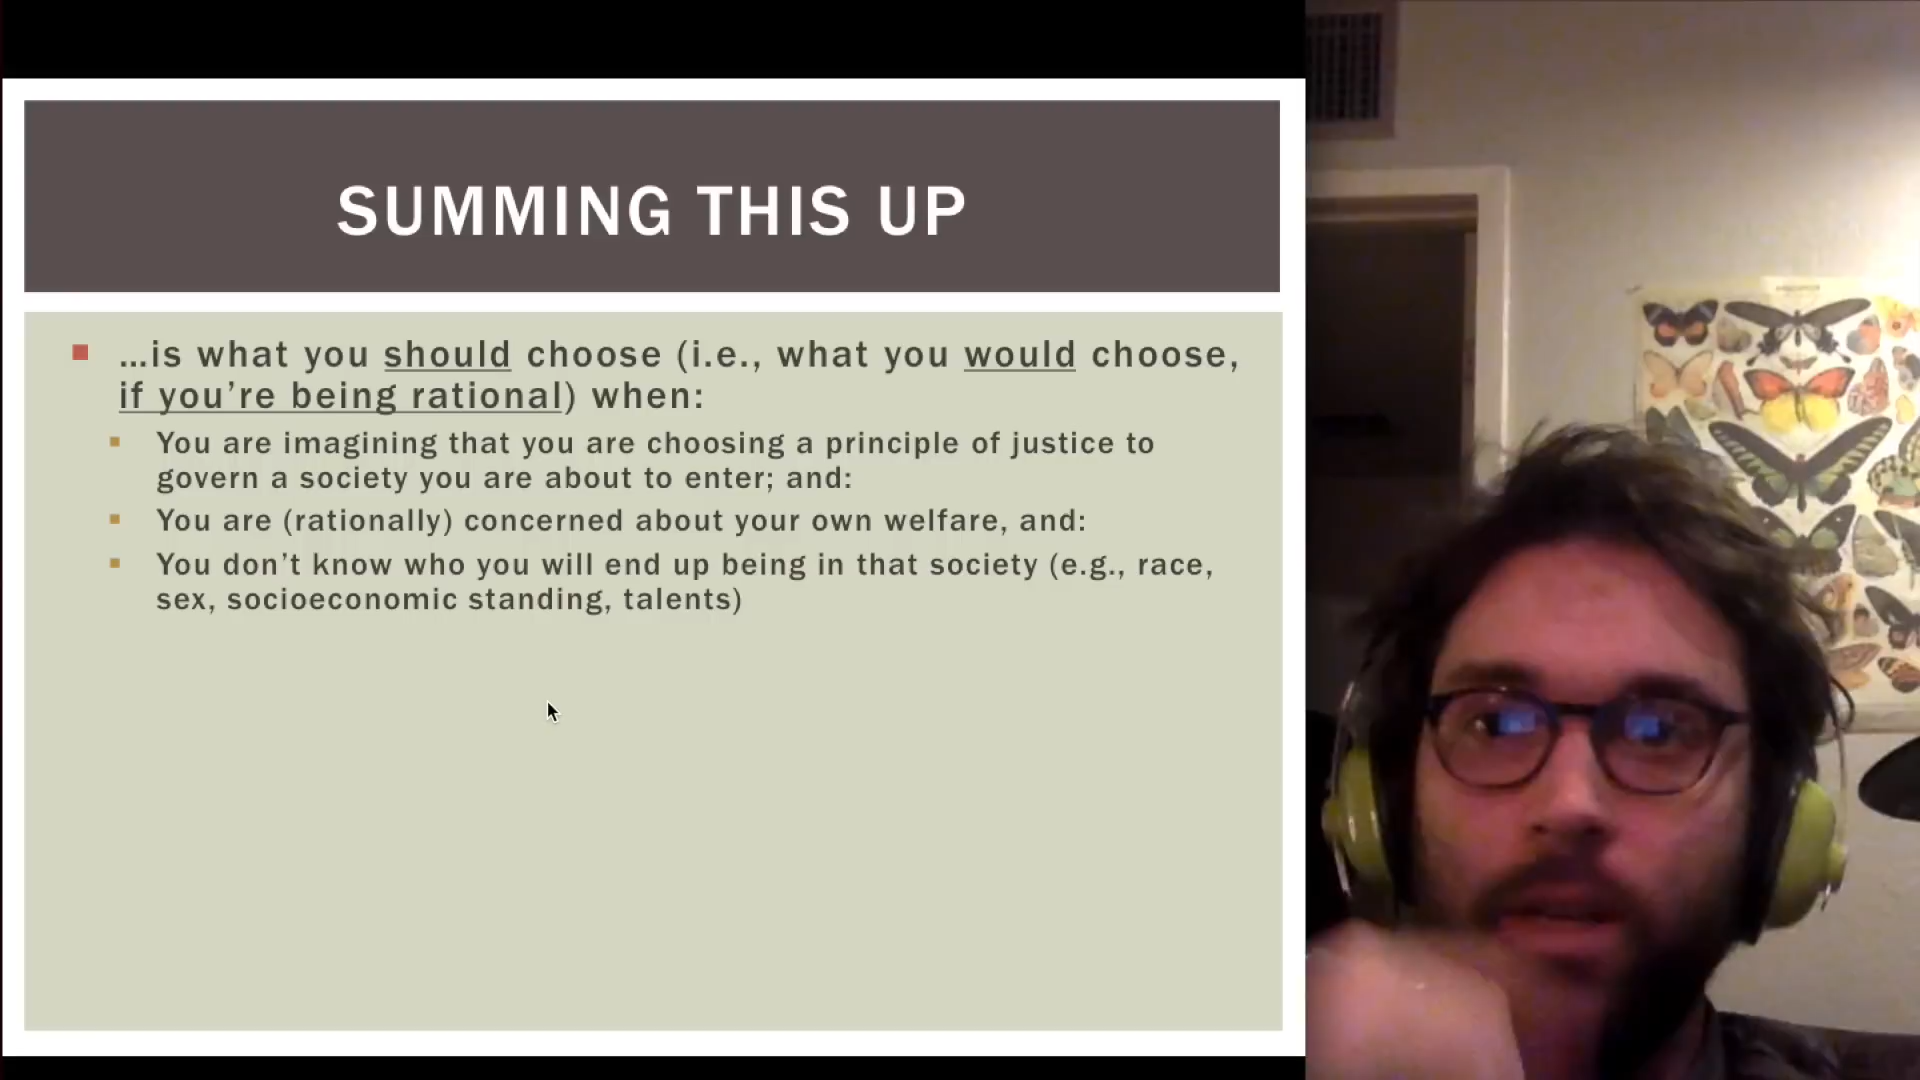 SUMMING THIS UP
…is what you should choose (i.e., what you would choose,
if you're being rational) when:
You are imagining that you are choosing a principle of justice to
govern a society you are about to enter; and:
You are (rationally) concerned about your own welfare, and:
You don't know who you will end up being in that society (e.g., race,
sex, socioeconomic standing, talents)